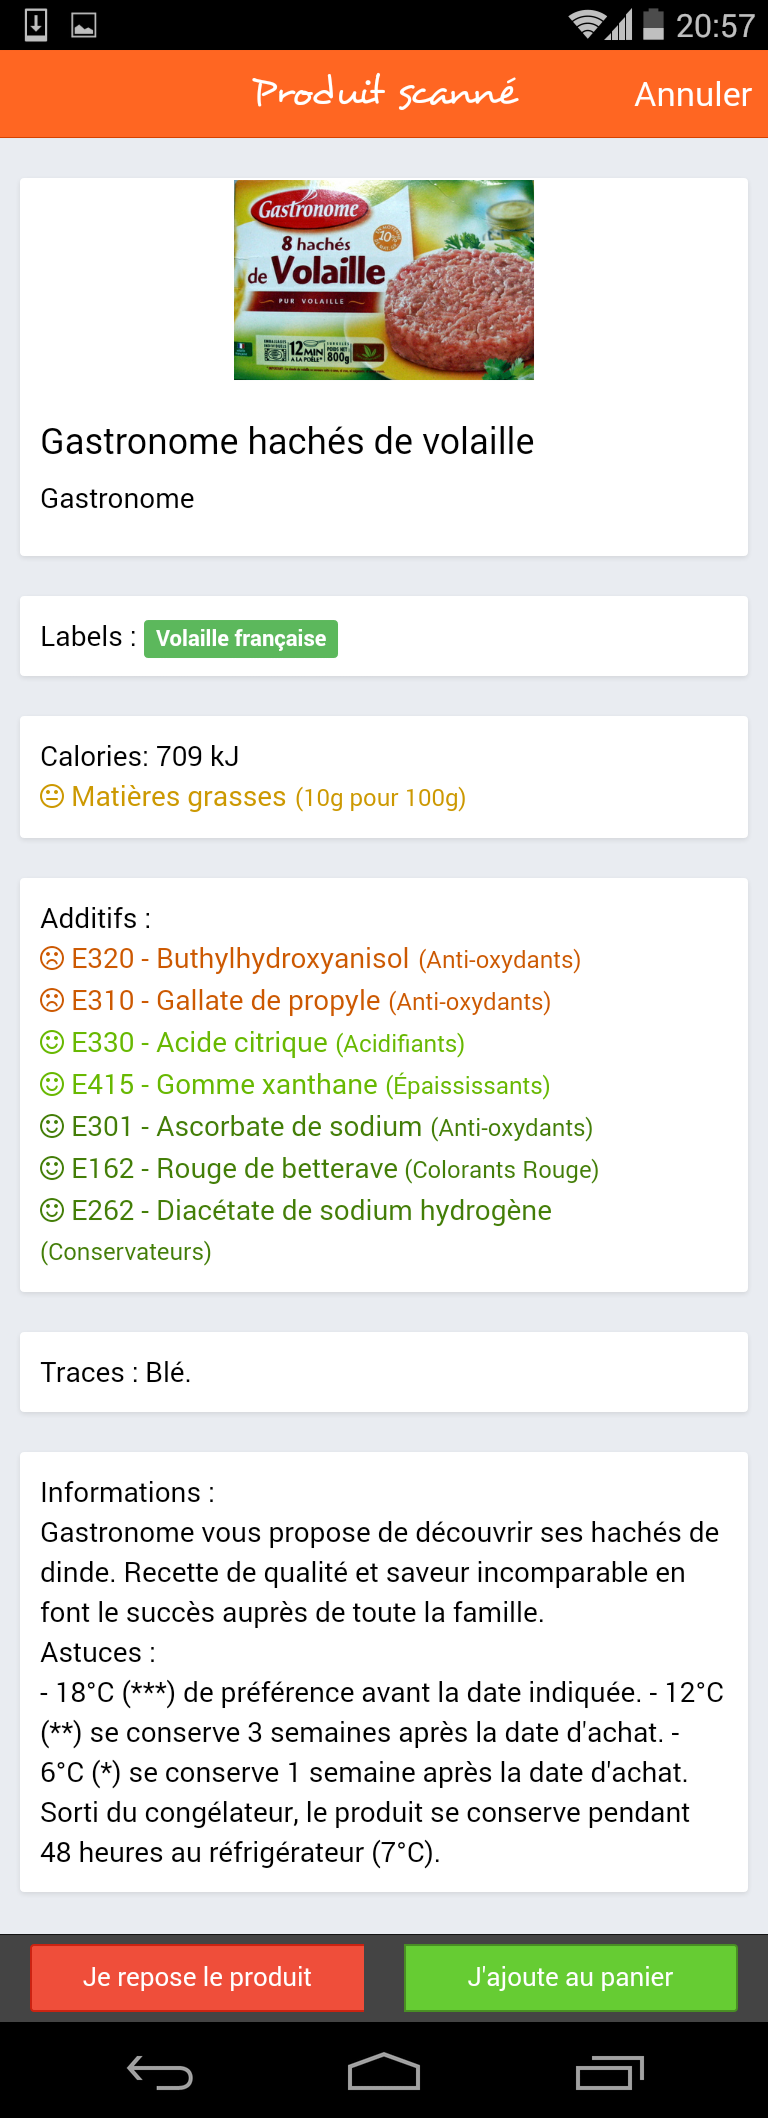 20:57
Produit scanné
Annuler
Gastronome
8 hachés
10
de Volaille
PUR VOLAILLE
12 MIN
À LA POÊLE*
POIDS NET
800g
Gastronome hachés de volaille
Gastronome
Labels : Volaille française
Calories: 709 kJ
Matières grasses (10g pour 100g)
Additifs :
E320 - Buthylhydroxyanisol (Anti-oxydants)
E310 - Gallate de propyle (Anti-oxydants)
E330 - Acide citrique (Acidifiants)
E415 - Gomme xanthane (Épaississants)
E301 - Ascorbate de sodium (Anti-oxydants)
E162 - Rouge de betterave (Colorants Rouge)
E262 - Diacétate de sodium hydrogène
(Conservateurs)
Traces : Blé.
Informations :
Gastronome vous propose de découvrir ses hachés de
dinde. Recette de qualité et saveur incomparable en
font le succès auprès de toute la famille.
Astuces :
- 18°C (***) de préférence avant la date indiquée. - 12°C
(**) se conserve 3 semaines après la date d'achat. -
6°C (*) se conserve 1 semaine après la date d'achat.
Sorti du congélateur, le produit se conserve pendant
48 heures au réfrigérateur (7°C).
Je repose le produit
J'ajoute au panier